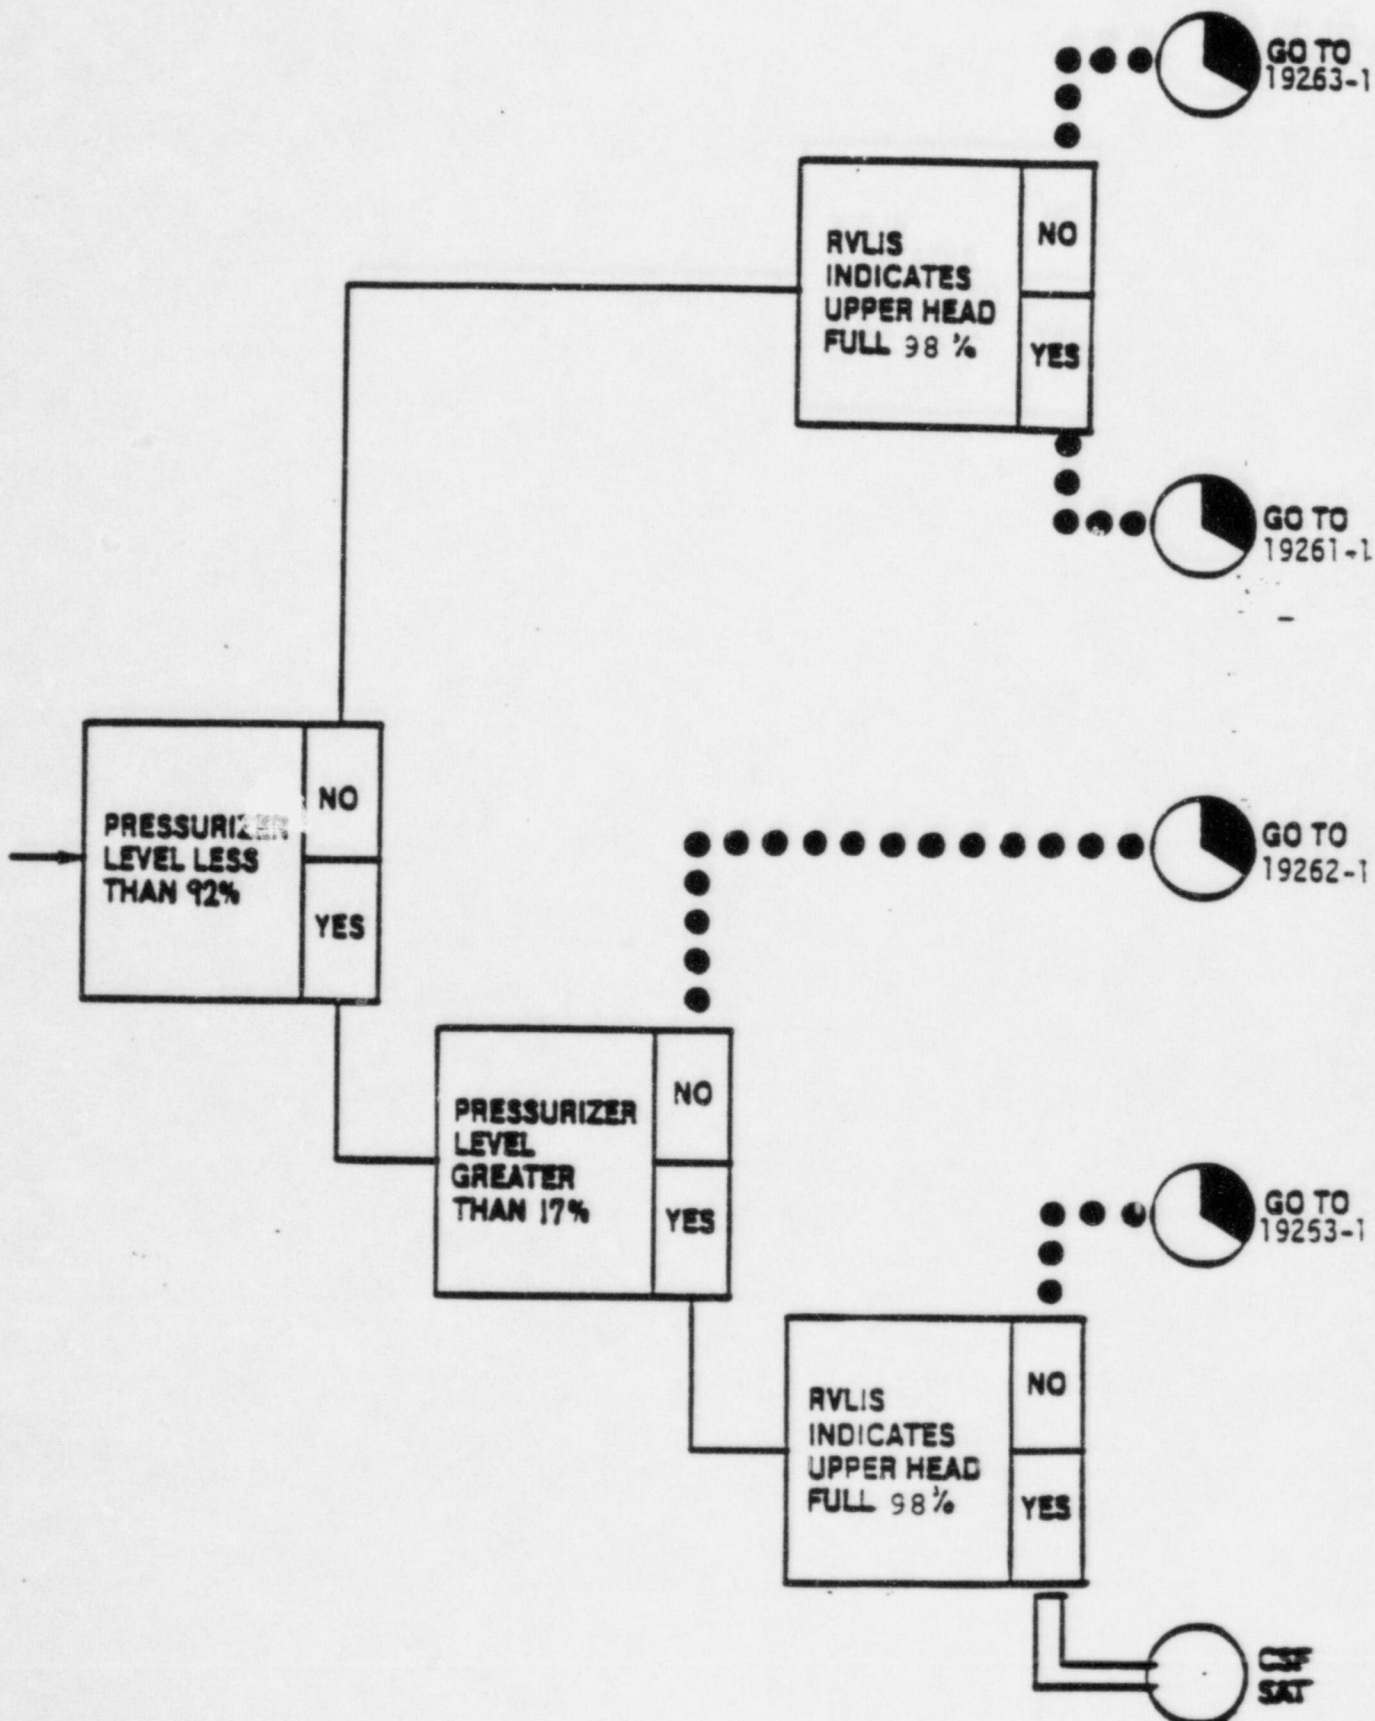 GO TO
19263-1
RVLIS
INDICATES
UPPER HEAD
FULL 98 %
NO
YES
GO TO
19261-1
PRESSURIZER
LEVEL LESS
THAN 92%
NO
YES
GO TO
19262-1
PRESSURIZER
LEVEL
GREATER
THAN 17%
NO
YES
GO TO
19253-1
RVLIS
INDICATES
UPPER HEAD
FULL 98%
NO
YES
CSF
SAT